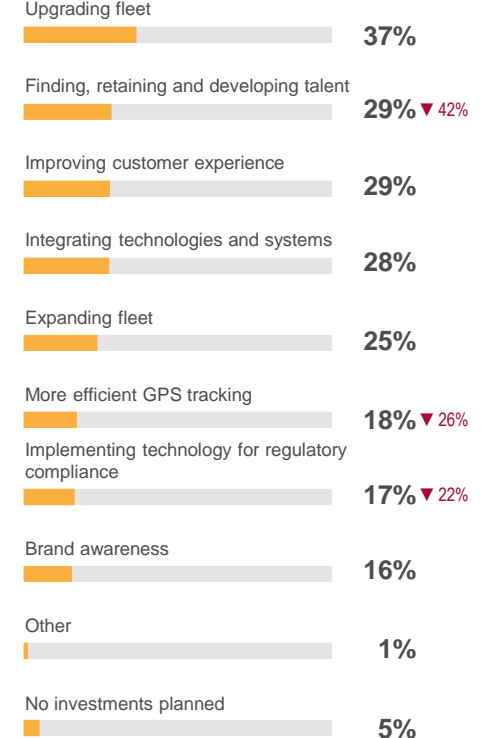 Upgrading fleet
37%
Finding, retaining and developing talent
29% ▼ 42%
Improving customer experience
29%
Integrating technologies and systems
28%
Expanding fleet
25%
More efficient GPS tracking
18% ▼ 26%
Implementing technology for regulatory
compliance
17% ▼ 22%
Brand awareness
16%
Other
1%
No investments planned
5%